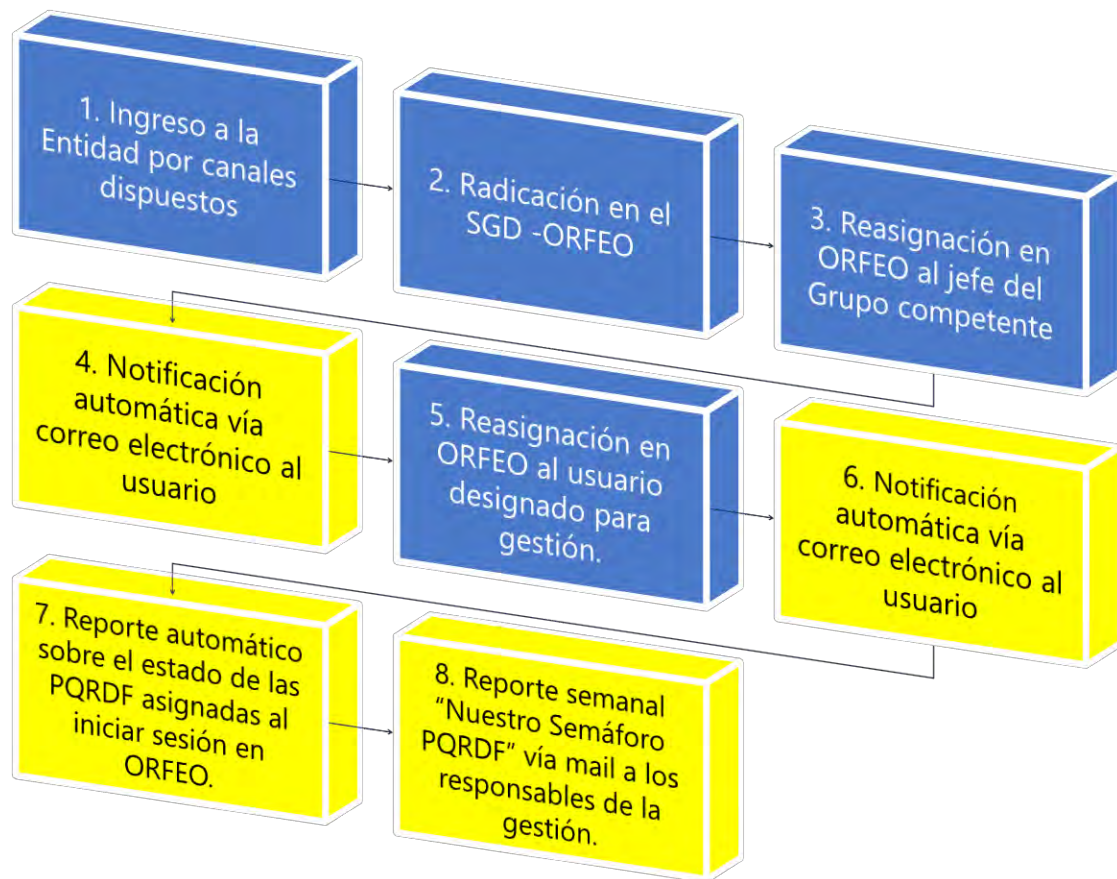 1. Ingreso a la
Entidad por canales
dispuestos
2. Radicación en el
SGD -ORFEO
3. Reasignación en
ORFEO al jefe del
Grupo competente
4. Notificación
automática vía
correo electrónico al
usuario
5. Reasignación en
ORFEO al usuario
designado para
gestión.
6. Notificación
automática vía
correo electrónico al
usuario
7. Reporte automático
sobre el estado de las
PQRDF asignadas al
iniciar sesión en
ORFEO.
8. Reporte semanal
“Nuestro Semáforo
PQRDF” vía mail a los
responsables de la
gestión.